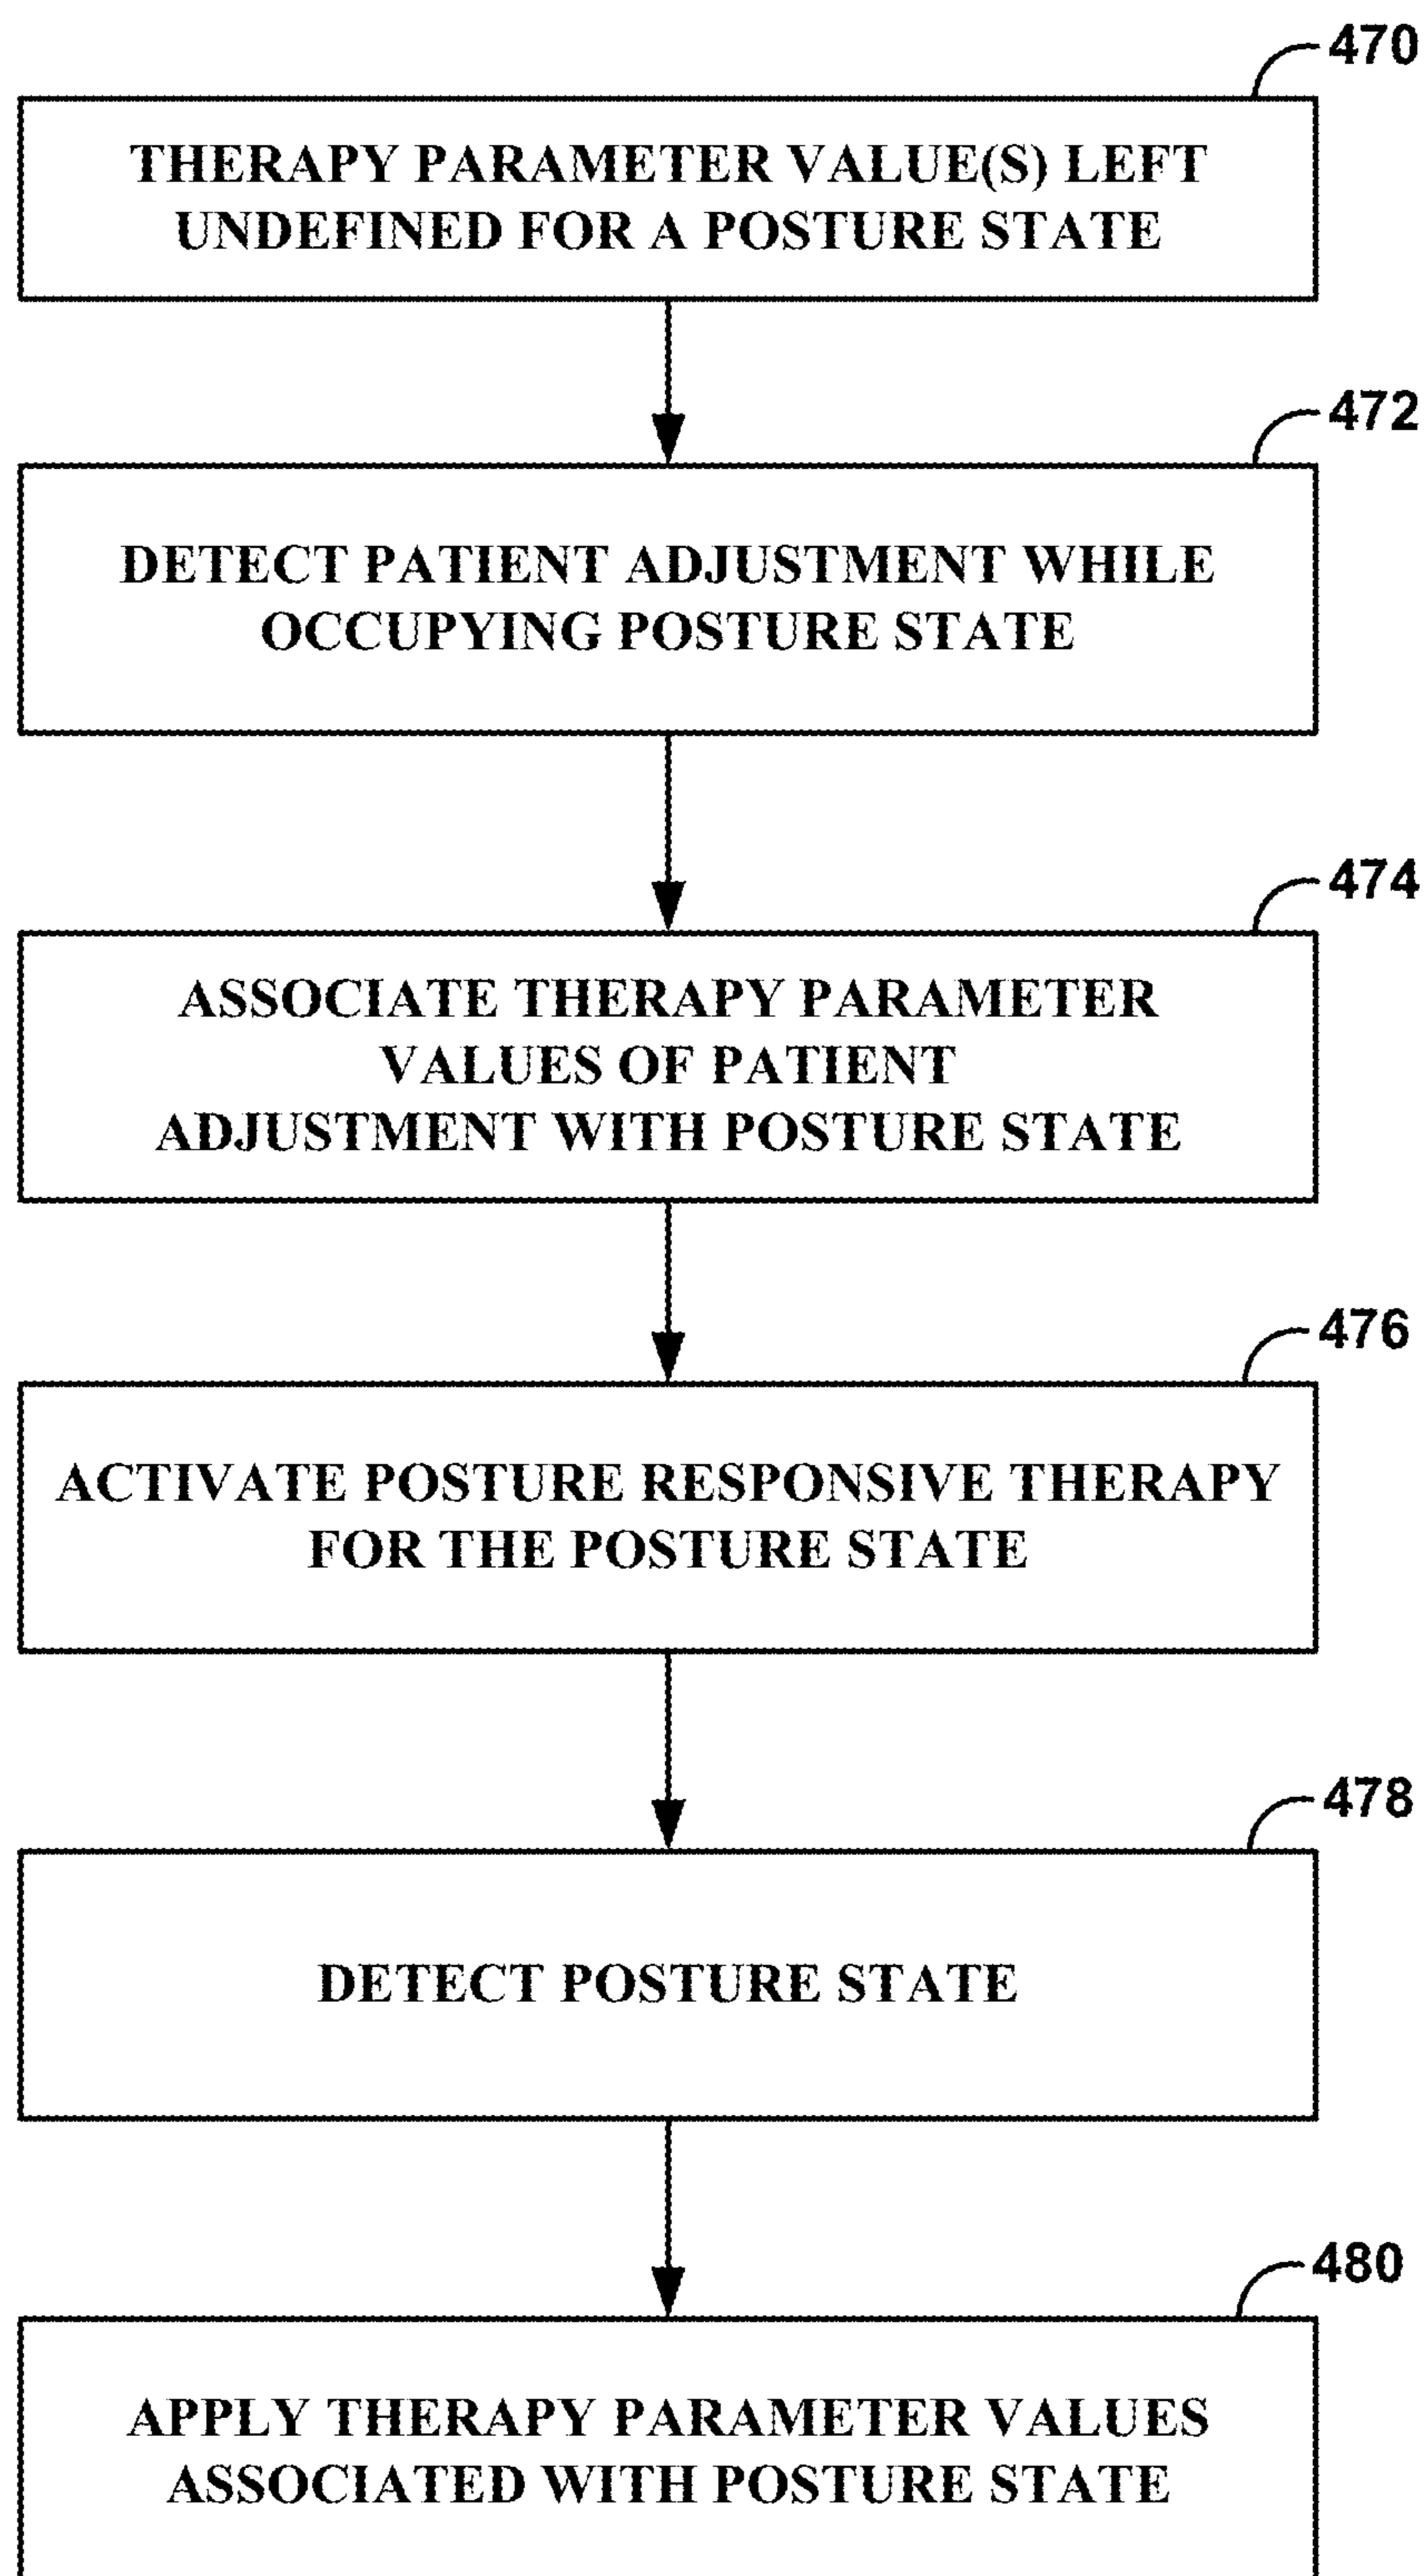 470
THERAPY PARAMETER VALUE(S) LEFT
UNDEFINED FOR A POSTURE STATE
472
DETECT PATIENT ADJUSTMENT WHILE
OCCUPYING POSTURE STATE
474
ASSOCIATE THERAPY PARAMETER
VALUES OF PATIENT
ADJUSTMENT WITH POSTURE STATE
476
ACTIVATE POSTURE RESPONSIVE THERAPY
FOR THE POSTURE STATE
478
DETECT POSTURE STATE
480
APPLY THERAPY PARAMETER VALUES
ASSOCIATED WITH POSTURE STATE